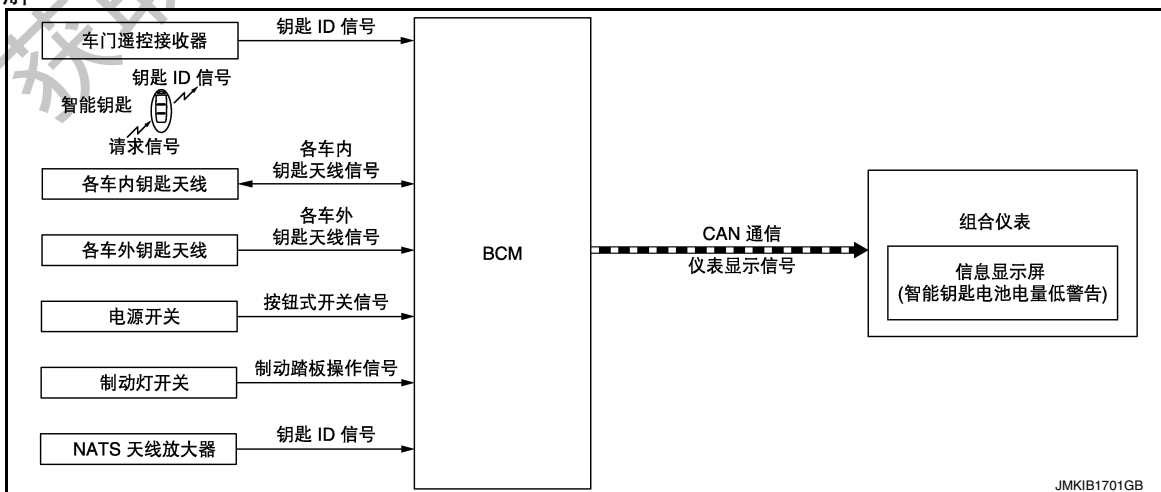 车门遥控接收器
钥匙 ID 信号
钥匙 ID 信号
智能钥匙
请求信号
各车内钥匙天线
各车内
钥匙天线信号
各车外钥匙天线
各车外
钥匙天线信号
电源开关
按钮式开关信号
制动灯开关
制动踏板操作信号
NATS 天线放大器
钥匙 ID 信号
BCM
CAN 通信
仪表显示信号
组合仪表
信息显示屏
(智能钥匙电池电量低警告)
JMKIB1701GB